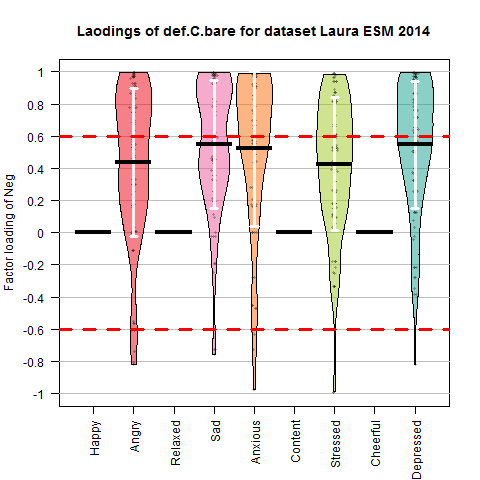 Laodings of def.C.bare for dataset Laura ESM 2014
Factor loading of Neg
1
0.8
0.6
0.4
0.2
0
-0.2
-0.4
-0.6
-0.8
-1
Happy
Angry
Relaxed
Sad
Anxious
Content
Stressed
Cheerful
Depressed